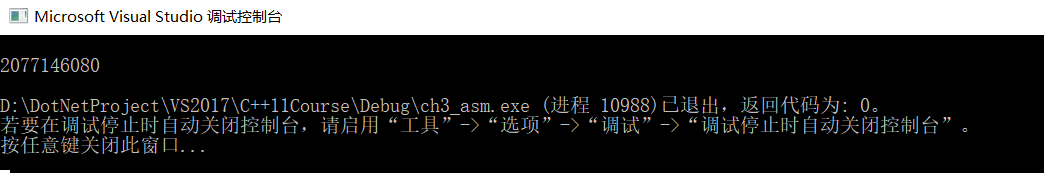 Microsoft Visual Studio 调试控制台
2077146080
D:\DotNetProject\VS2017\C++11Course\Debug\ch3_asm.exe (进程 10988)已退出，返回代码为: 0。
若要在调试停止时自动关闭控制台，请启用“工具”->“选项”->“调试”->“调试停止时自动关闭控制台”。
按任意键关闭此窗口...